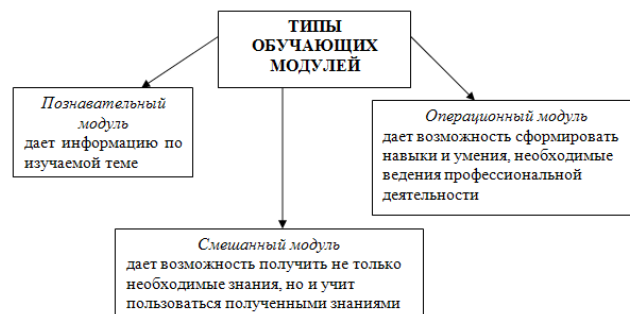 ТИПЫ
ОБУЧАЮЩИХ
МОДУЛЕЙ
Познавательный
модуль
дает информацию по
изучаемой теме
Операционный модуль
дает возможность сформировать
навыки и умения, необходимые
ведения профессиональной
деятельности
Смешанный модуль
дает возможность получить не только
необходимые знания, но и учит
пользоваться полученными знаниями